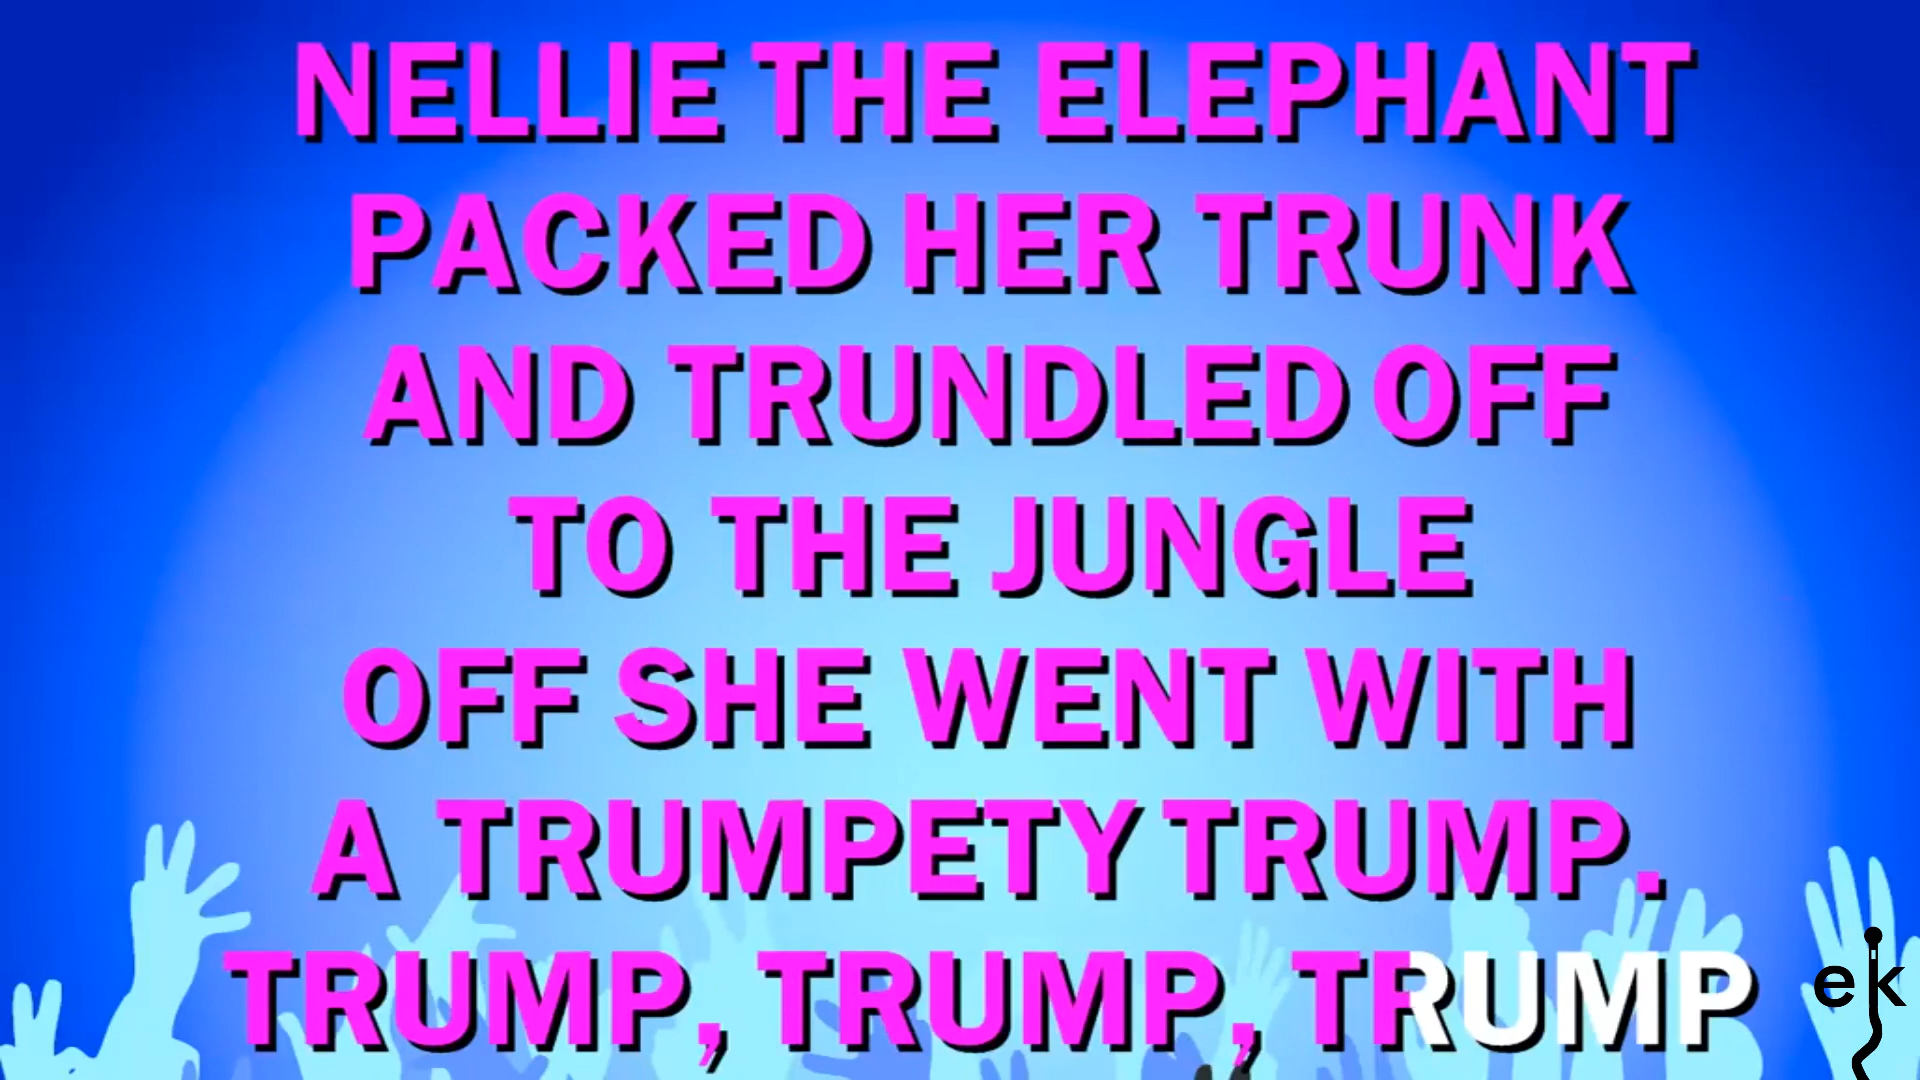 NELLIE THE ELEPHANT
PACKED HER TRUNK
AND TRUNDLED OFF
TO THE JUNGLE
OFF SHE WENT WITH
A TRUMPETY TRUMP.
TRUMP, TRUMP, TRUMP
ek